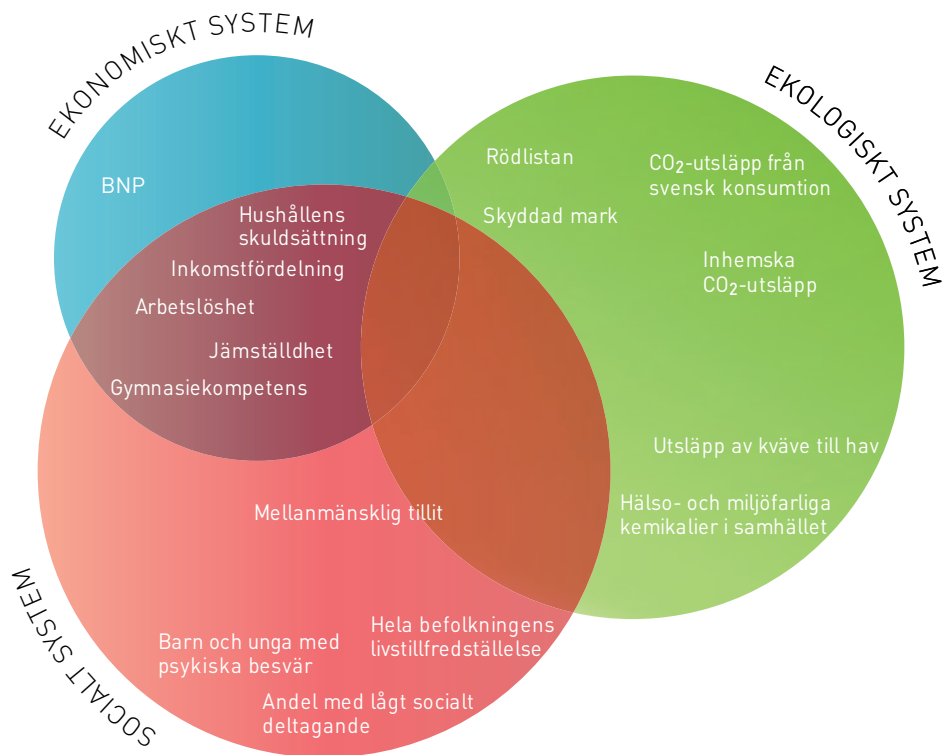 EKONOMISKT SYSTEM
BNP
Hushållens
skuldsättning
Inkomstfördelning
Arbetslöshet
Jämställdhet
Gymnasiekompetens
EKOLOGISKT SYSTEM
Rödlistan
CO₂-utsläpp från
svensk konsumtion
Skyddad mark
Inhemska
CO₂-utsläpp
Utsläpp av kväve till hav
Hälso- och miljöfarliga
kemikalier i samhället
SOCIALT SYSTEM
Mellanmänsklig tillit
Hela befolkningens
livstillfredställelse
Barn och unga med
psykiska besvär
Andel med lågt socialt
deltagande